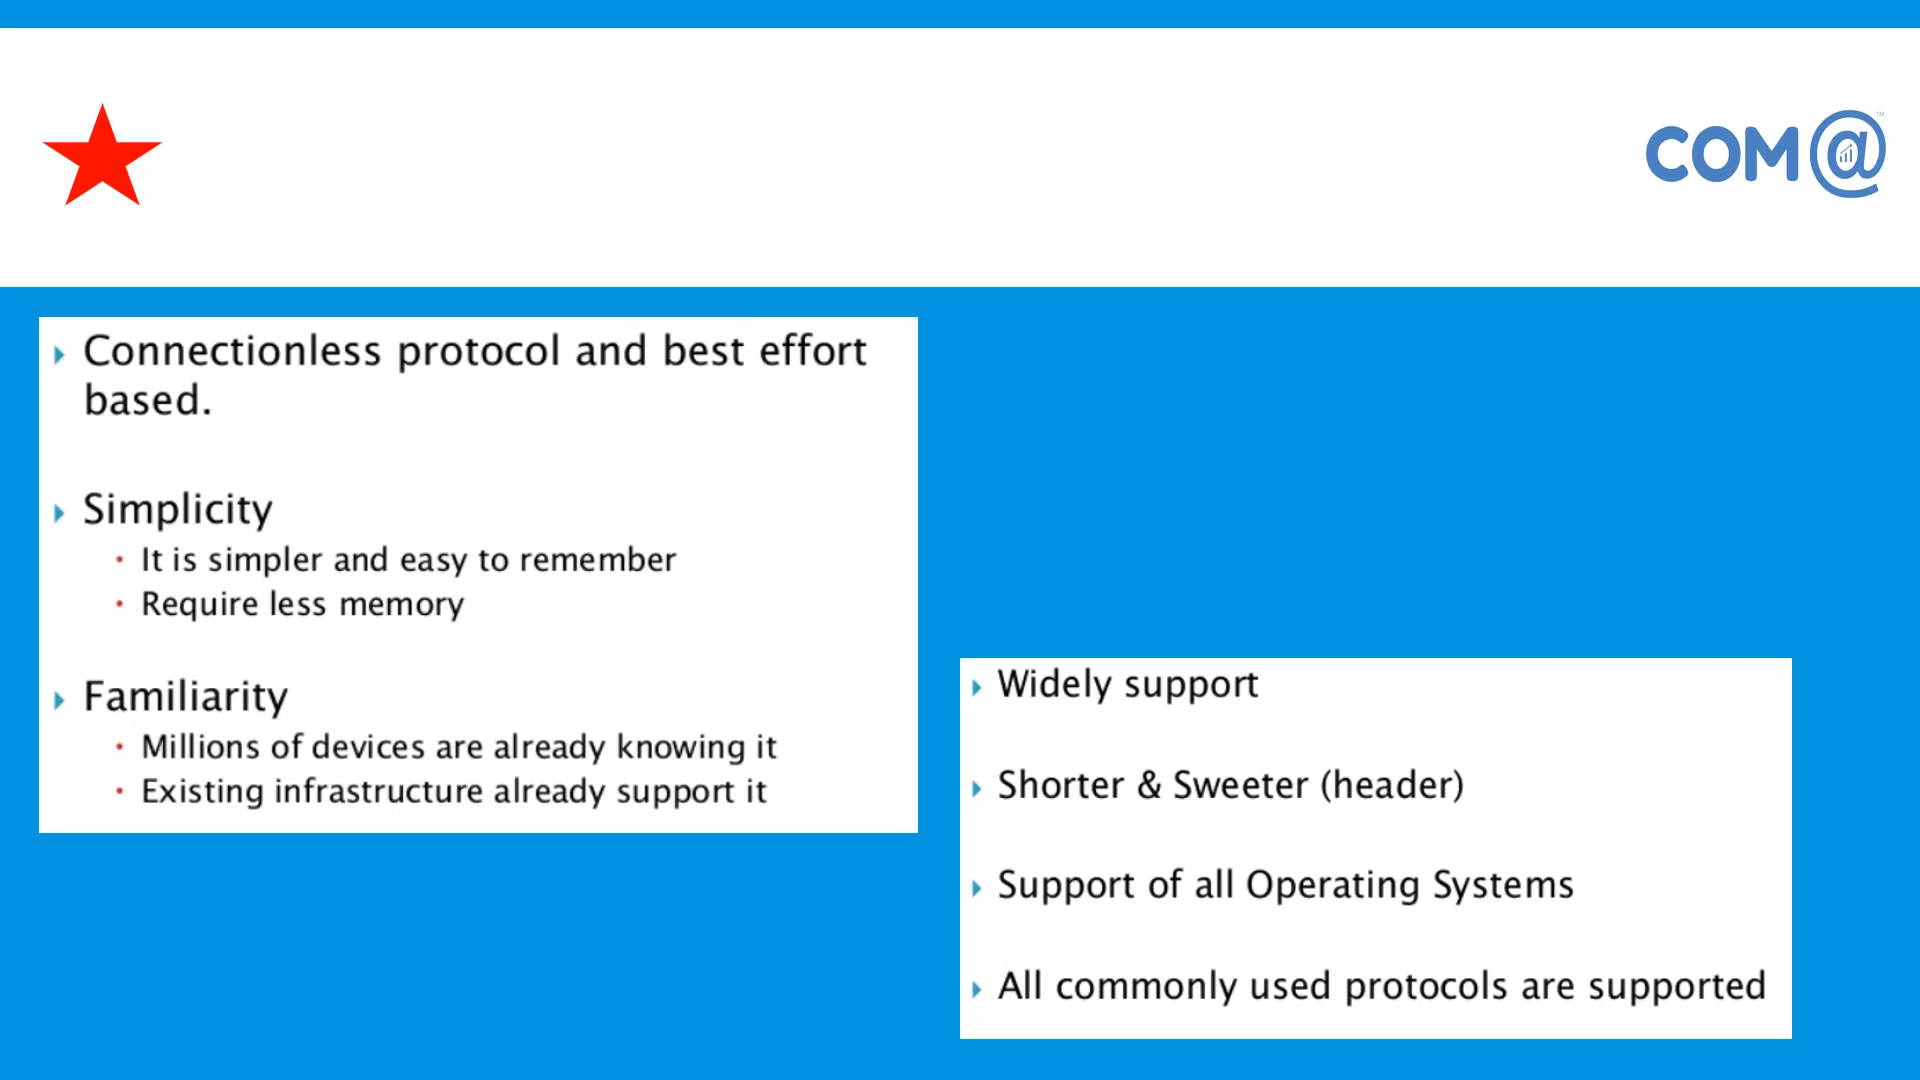 COM@
TM
Connectionless protocol and best effort
based.
Simplicity
It is simpler and easy to remember
Require less memory
Familiarity
Millions of devices are already knowing it
Existing infrastructure already support it
Widely support
Shorter & Sweeter (header)
Support of all Operating Systems
All commonly used protocols are supported